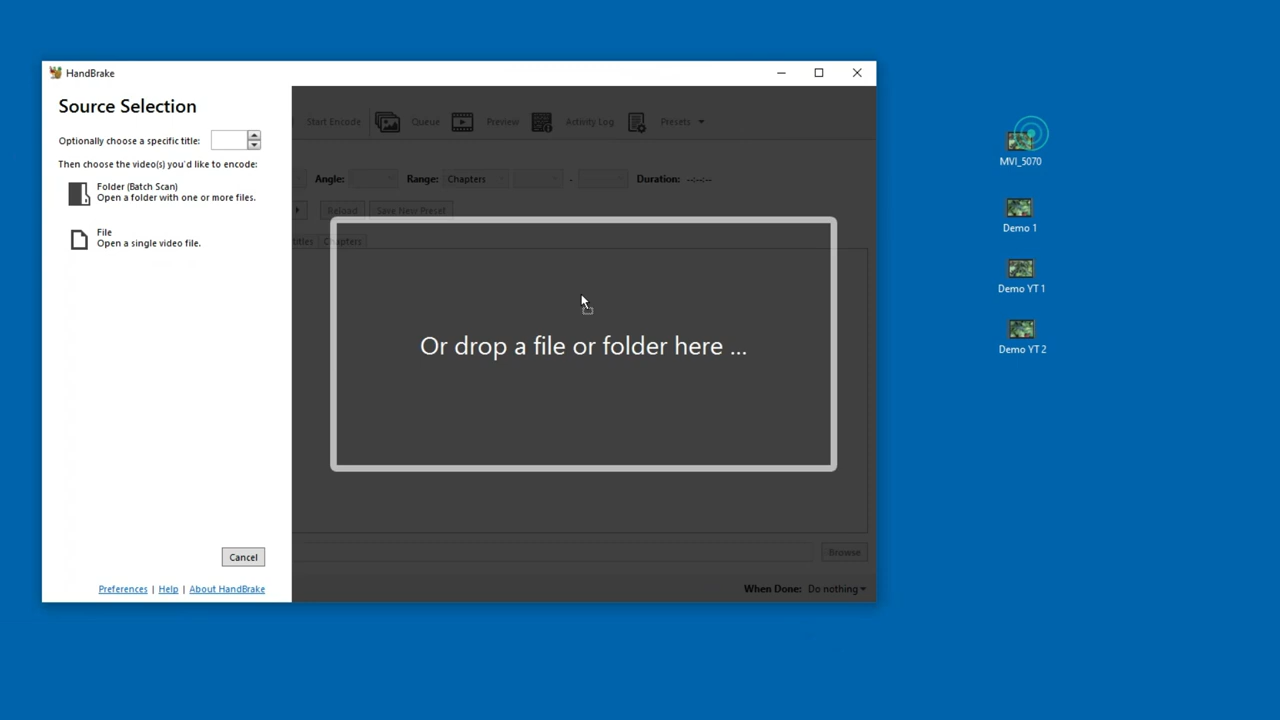 HandBrake
Source Selection
Optionally choose a specific title:
Then choose the video(s) you'd like to encode:
Folder (Batch Scan)
Open a folder with one or more files.
File
Open a single video file.
Cancel
Preferences | Help | About HandBrake
Start Encode Queue Preview Activity Log Presets
Angle: Range: Chapters - Duration: --:--:--
Reload Save New Preset
Chapters
Or drop a file or folder here ...
Browse
When Done: Do nothing
MVI_5070
Demo 1
Demo YT 1
Demo YT 2